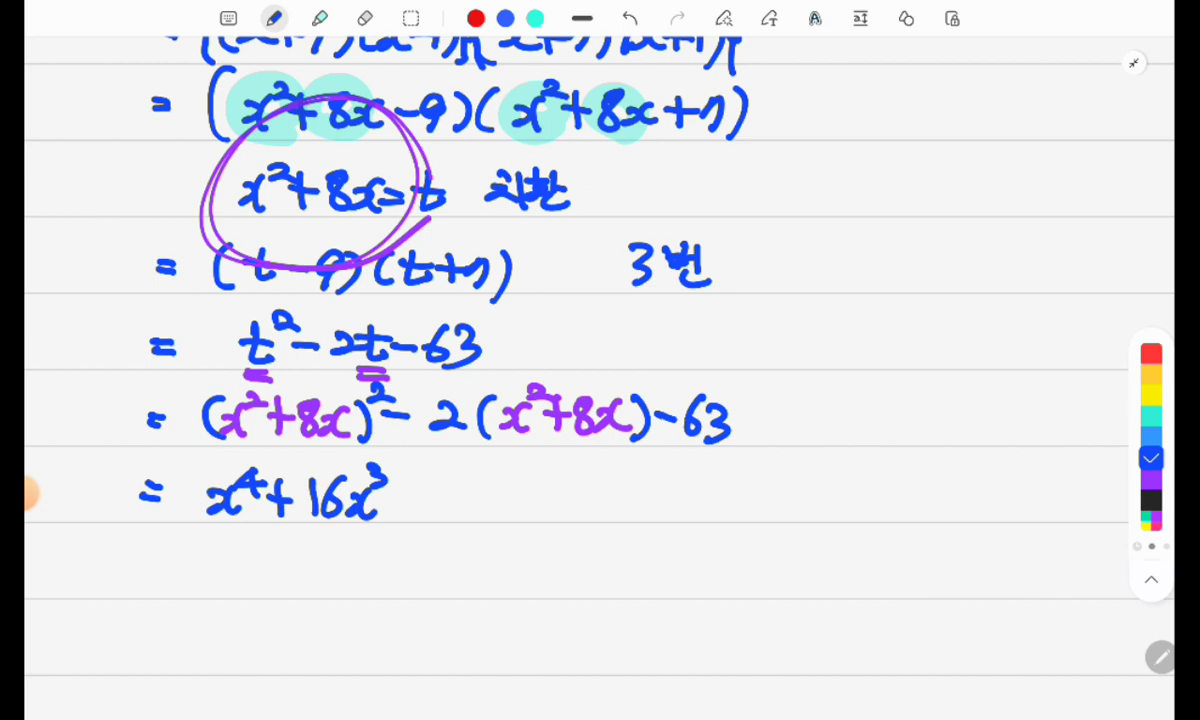 = (x²+8x-9)(x²+8x+7)
x²+8x=t 치환
= (t-9)(t+7) 3번
= t²-2t-63
= (x²+8x)²-2(x²+8x)-63
= x⁴+16x³